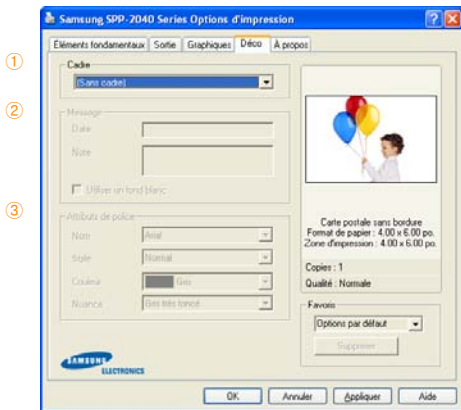 Samsung SPP-2040 Series Options d'impression
Éléments fondamentaux Sortie Graphiques Déco À propos
① Cadre
(Sans cadre)
② Message
Date
Note
Utiliser un fond blanc
③ Attributs de police
Nom Arial
Style Normal
Couleur Gris
Nuance Gris très foncé
Carte postale sans bordure
Format de papier : 4.00 x 6.00 po.
Zone d'impression : 4.00 x 6.00 po.
Copies : 1
Qualité : Normale
Favoris
Options par défaut
Supprimer
SAMSUNG
ELECTRONICS
OK Annuler Appliquer Aide